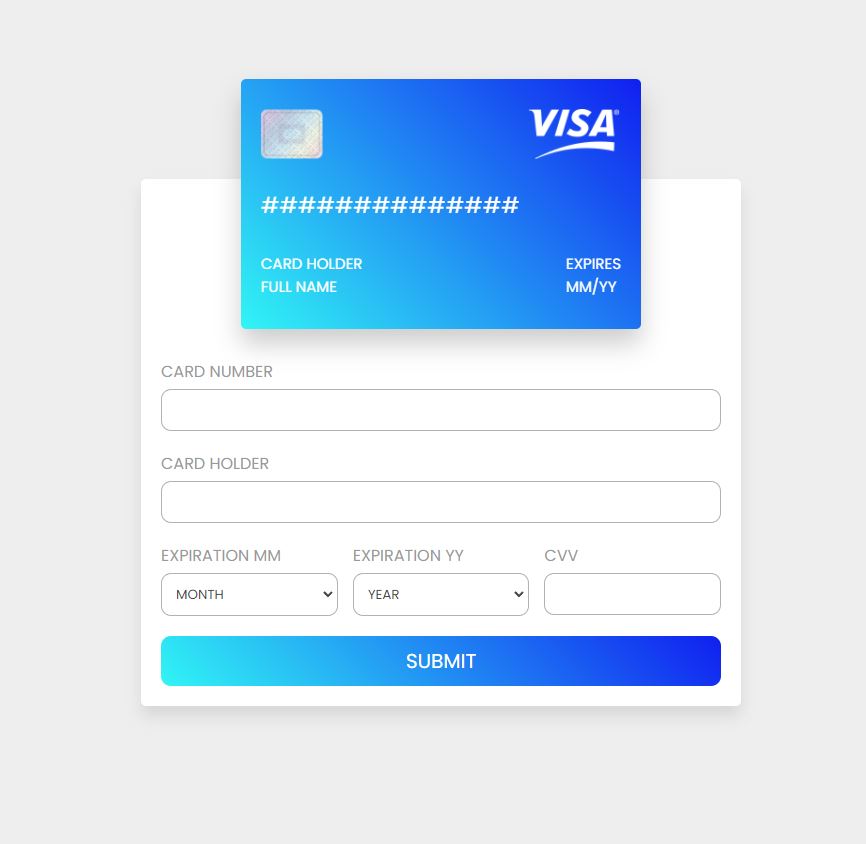 VISA®
################
CARD HOLDER
EXPIRES
FULL NAME
MM/YY
CARD NUMBER
CARD HOLDER
EXPIRATION MM
EXPIRATION YY
CVV
MONTH
YEAR
SUBMIT